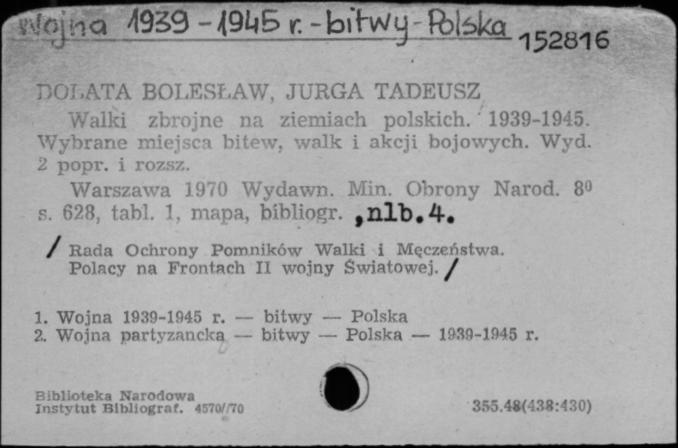 Wojna 1939-1945 r.-bitwy-Polska
152816
DOLATA BOLESŁAW, JURGA TADEUSZ
Walki zbrojne na ziemiach polskich. 1939-1945.
Wybrane miejsca bitew, walk i akcji bojowych. Wyd.
2 popr. i rozsz.
Warszawa 1970 Wydawn. Min. Obrony Narod. 8⁰
s. 628, tabl. 1, mapa, bibliogr. ,nlb.4.
/ Rada Ochrony Pomników Walki i Męczeństwa.
Polacy na Frontach II wojny Światowej. /
1. Wojna 1939-1945 r. — bitwy — Polska
2. Wojna partyzancka — bitwy — Polska — 1939-1945 r.
Biblioteka Narodowa
Instytut Bibliograf. 4570//70
355.48(438:430)